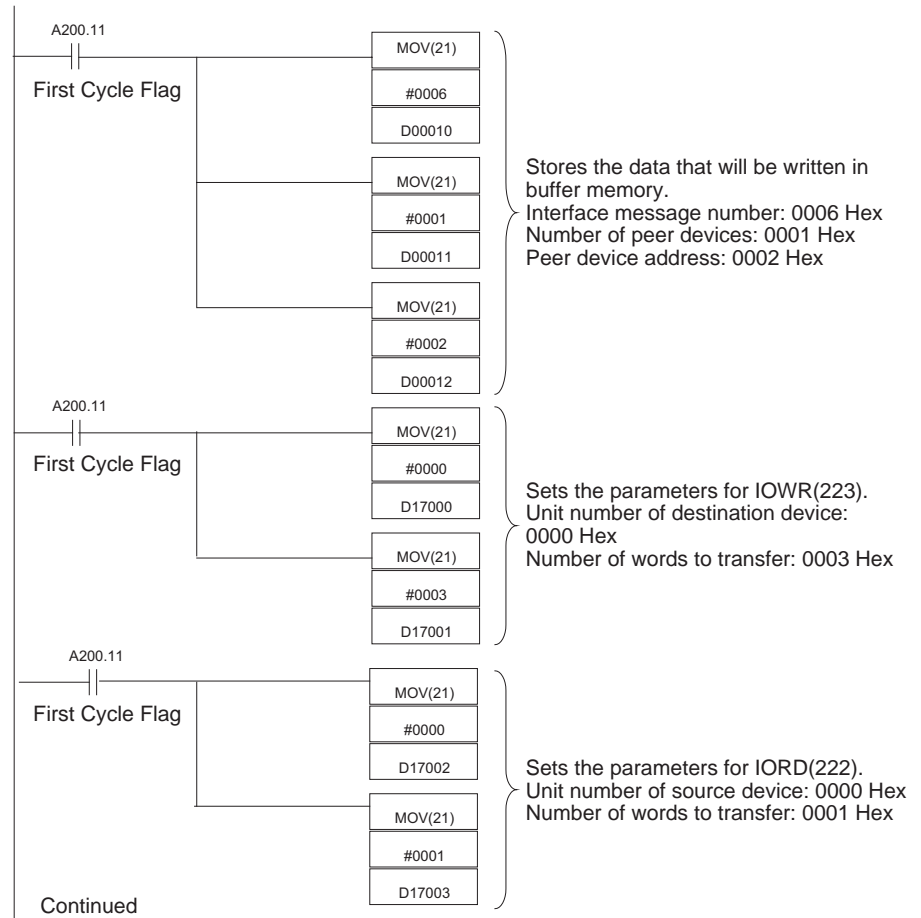 A200.11
First Cycle Flag
MOV(21)
#0006
D00010
MOV(21)
#0001
D00011
MOV(21)
#0002
D00012
Stores the data that will be written in
buffer memory.
Interface message number: 0006 Hex
Number of peer devices: 0001 Hex
Peer device address: 0002 Hex
A200.11
First Cycle Flag
MOV(21)
#0000
D17000
MOV(21)
#0003
D17001
Sets the parameters for IOWR(223).
Unit number of destination device:
0000 Hex
Number of words to transfer: 0003 Hex
A200.11
First Cycle Flag
MOV(21)
#0000
D17002
MOV(21)
#0001
D17003
Sets the parameters for IORD(222).
Unit number of source device: 0000 Hex
Number of words to transfer: 0001 Hex
Continued